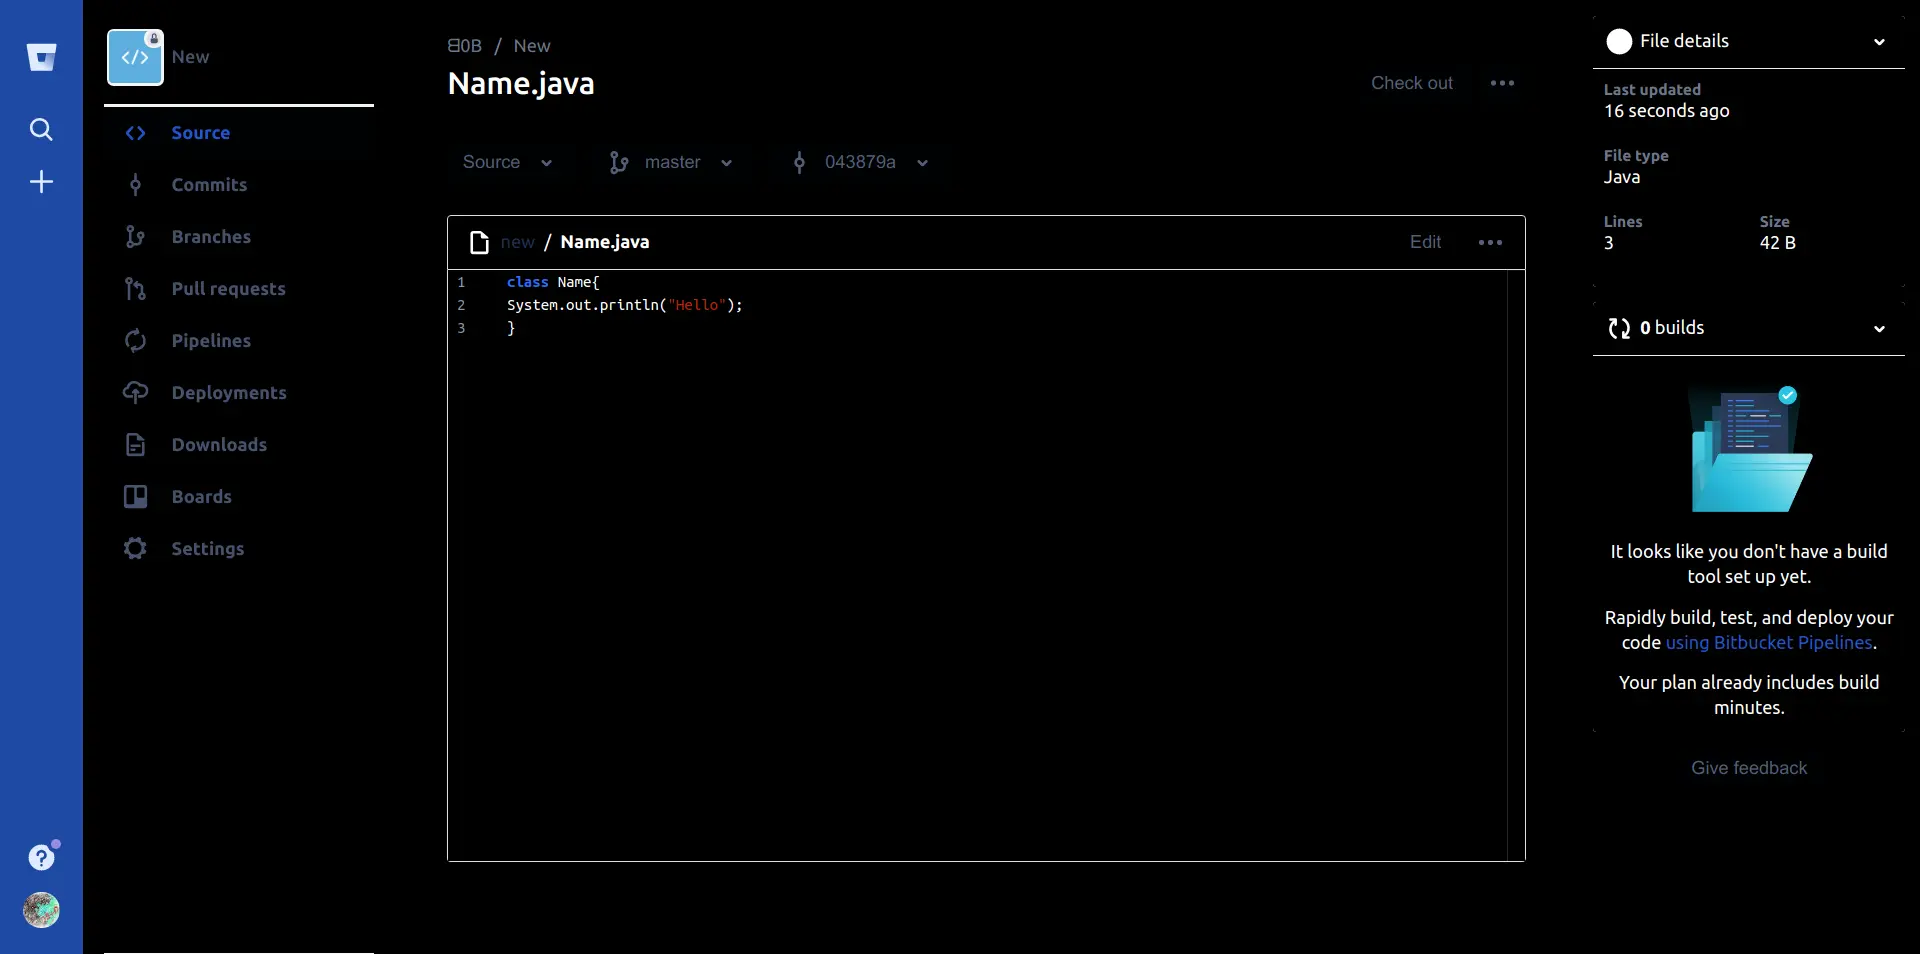 New
Source
Commits
Branches
Pull requests
Pipelines
Deployments
Downloads
Boards
Settings
ᗺ0B / New
Name.java
Check out
Source
master
043879a
new / Name.java
Edit
1 class Name{
2 System.out.println("Hello");
3 }
File details
Last updated
16 seconds ago
File type
Java
Lines Size
3 42 B
0 builds
It looks like you don't have a build
tool set up yet.
Rapidly build, test, and deploy your
code using Bitbucket Pipelines.
Your plan already includes build
minutes.
Give feedback